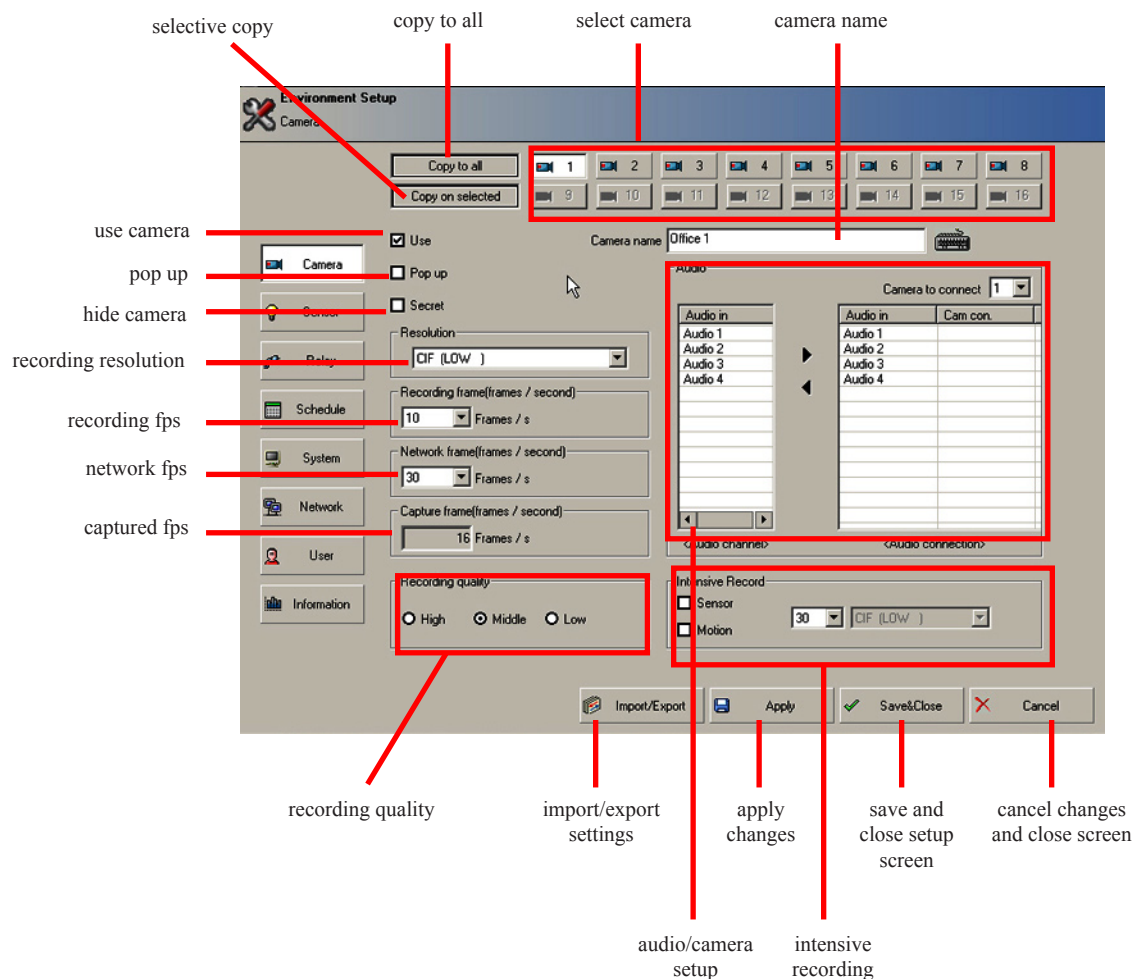 selective copy
copy to all
select camera
camera name
Environment Setup
Camera
Copy to all
1 2 3 4 5 6 7 8
Copy on selected
9 10 11 12 13 14 15 16
use camera
Use
Camera name Office 1
pop up
Camera
Pop up
Audio
Camera to connect 1
hide camera
Sensor
Secret
Audio in
Audio in Cam con.
recording resolution
Relay
Resolution
CIF (LOW )
Audio 1
Audio 2
Audio 3
Audio 4
Audio 1
Audio 2
Audio 3
Audio 4
recording fps
Schedule
Recording frame(frames / second)
10 Frames / s
network fps
System
Network frame(frames / second)
30 Frames / s
captured fps
Network
Capture frame(frames / second)
16 Frames / s
User
<Audio channel> <Audio connection>
Information
Recording quality
High Middle Low
Intensive Record
Sensor
Motion
30 CIF (LOW )
Import/Export Apply Save&Close Cancel
recording quality
import/export
settings
apply
changes
save and
close setup
screen
cancel changes
and close screen
audio/camera
setup
intensive
recording